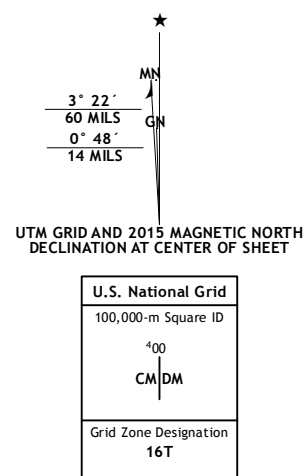 ★
MN
3° 22´
60 MILS
GN
0° 48´
14 MILS
UTM GRID AND 2015 MAGNETIC NORTH
DECLINATION AT CENTER OF SHEET
U.S. National Grid
100,000-m Square ID
⁴00
CM DM
Grid Zone Designation
16T